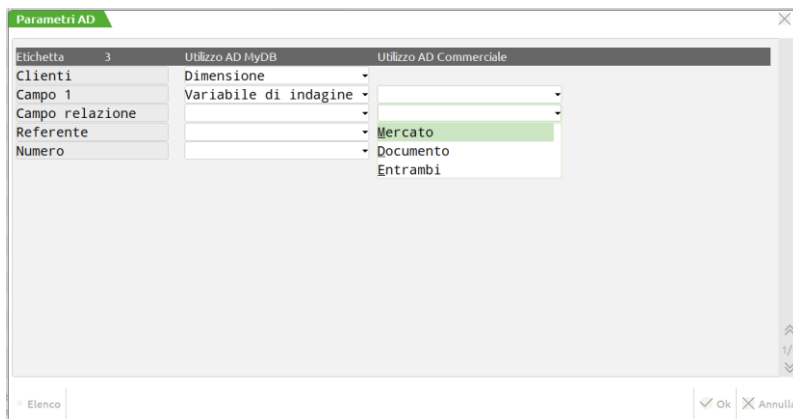 Parametri AD
Etichetta 3 Utilizzo AD MyDB Utilizzo AD Commerciale
Clienti Dimensione
Campo 1 Variabile di indagine
Campo relazione
Referente Mercato
Numero Documento
Entrambi
1/
Elenco Ok Annulla